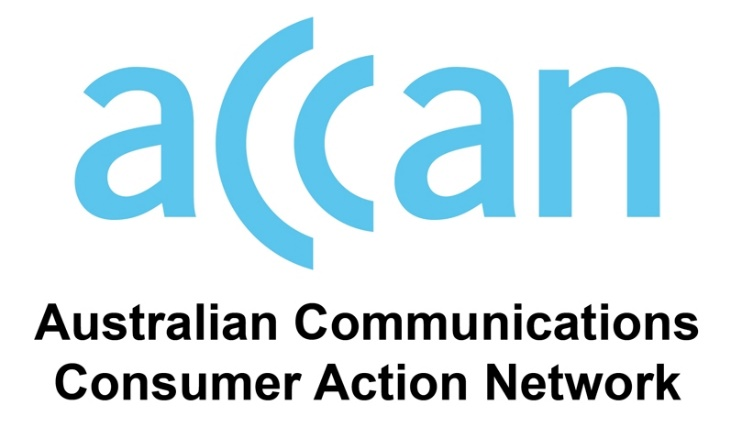 accan
Australian Communications
Consumer Action Network